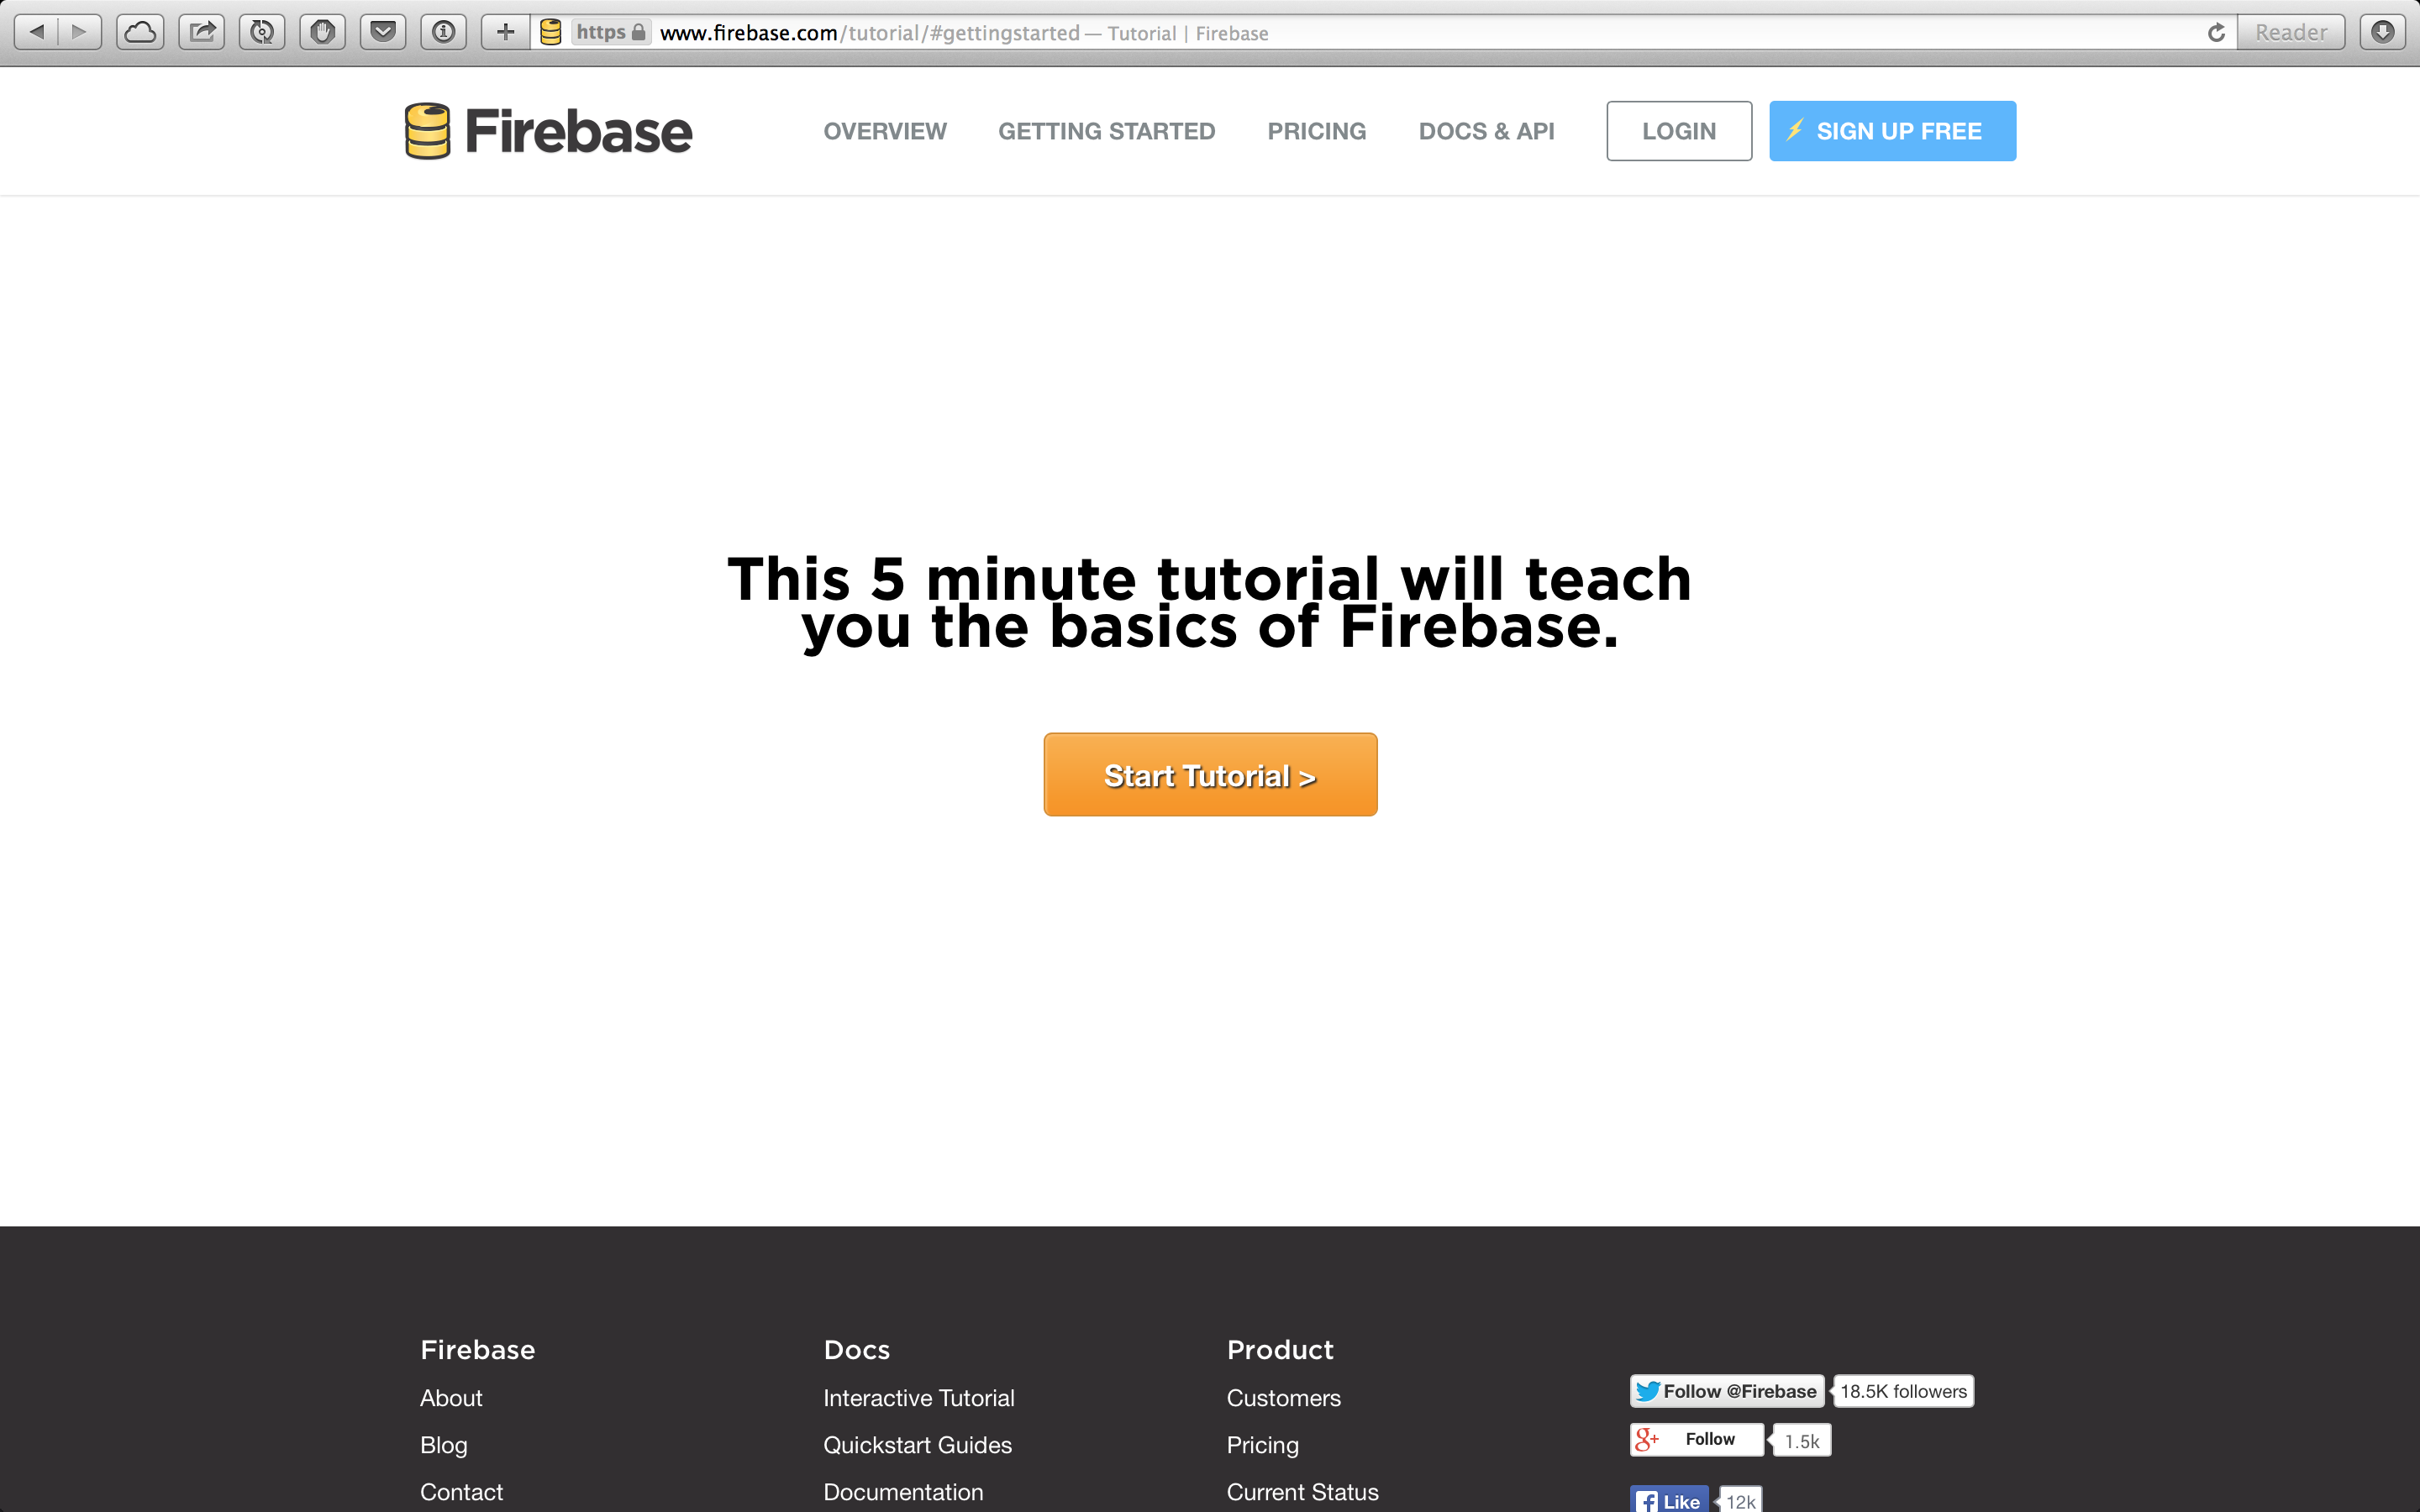 https www.firebase.com/tutorial/#gettingstarted — Tutorial | Firebase Reader
Firebase OVERVIEW GETTING STARTED PRICING DOCS & API LOGIN SIGN UP FREE
This 5 minute tutorial will teach
you the basics of Firebase.
Start Tutorial >
Firebase
About
Blog
Contact
Docs
Interactive Tutorial
Quickstart Guides
Documentation
Product
Customers
Pricing
Current Status
Follow @Firebase 18.5K followers
g+ Follow 1.5k
f Like 12k